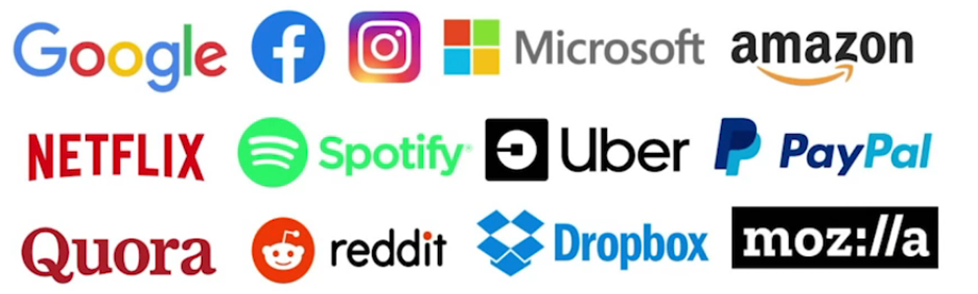 Google Microsoft amazon
NETFLIX Spotify Uber PayPal
Quora reddit Dropbox moz://a